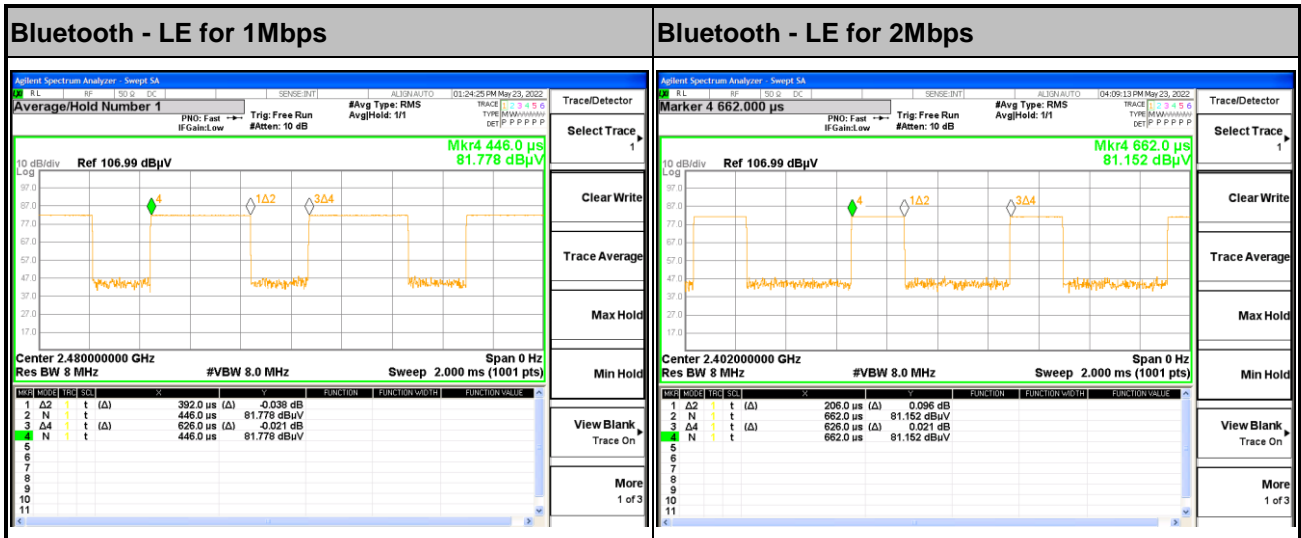 Bluetooth - LE for 1Mbps
Agilent Spectrum Analyzer - Swept SA
RL RF 50 Ω DC SENSE:INT ALIGNAUTO 01:24:25 PM May 23, 2022
Average/Hold Number 1
PNO: Fast
IFGain:Low
Trig: Free Run
#Atten: 10 dB
#Avg Type: RMS
Avg|Hold: 1/1
TRACE 1 2 3 4 5 6
TYPE MWWWWWW
DET P P P P P P
Mkr4 446.0 µs
81.778 dBµV
10 dB/div Ref 106.99 dBµV
Log
97.0
87.0
77.0
67.0
57.0
47.0
37.0
27.0
17.0
4
1Δ2
3Δ4
Center 2.480000000 GHz Span 0 Hz
Res BW 8 MHz #VBW 8.0 MHz Sweep 2.000 ms (1001 pts)
MKR MODE TRC SCL X Y FUNCTION FUNCTION WIDTH FUNCTION VALUE
1 Δ2 1 t (Δ) 392.0 µs (Δ) -0.038 dB
2 N 1 t 446.0 µs 81.778 dBµV
3 Δ4 1 t (Δ) 626.0 µs (Δ) -0.021 dB
4 N 1 t 446.0 µs 81.778 dBµV
5
6
7
8
9
10
11
Trace/Detector
Select Trace
1
Clear Write
Trace Average
Max Hold
Min Hold
View Blank
Trace On
More
1 of 3
Bluetooth - LE for 2Mbps
Agilent Spectrum Analyzer - Swept SA
RL RF 50 Ω DC SENSE:INT ALIGNAUTO 04:09:13 PM May 23, 2022
Marker 4 662.000 µs
PNO: Fast
IFGain:Low
Trig: Free Run
#Atten: 10 dB
#Avg Type: RMS
Avg|Hold: 1/1
TRACE 1 2 3 4 5 6
TYPE MWWWWWW
DET P P P P P P
Mkr4 662.0 µs
81.152 dBµV
10 dB/div Ref 106.99 dBµV
Log
97.0
87.0
77.0
67.0
57.0
47.0
37.0
27.0
17.0
4
1Δ2
3Δ4
Center 2.402000000 GHz Span 0 Hz
Res BW 8 MHz #VBW 8.0 MHz Sweep 2.000 ms (1001 pts)
MKR MODE TRC SCL X Y FUNCTION FUNCTION WIDTH FUNCTION VALUE
1 Δ2 1 t (Δ) 206.0 µs (Δ) 0.096 dB
2 N 1 t 662.0 µs 81.152 dBµV
3 Δ4 1 t (Δ) 626.0 µs (Δ) 0.021 dB
4 N 1 t 662.0 µs 81.152 dBµV
5
6
7
8
9
10
11
Trace/Detector
Select Trace
1
Clear Write
Trace Average
Max Hold
Min Hold
View Blank
Trace On
More
1 of 3